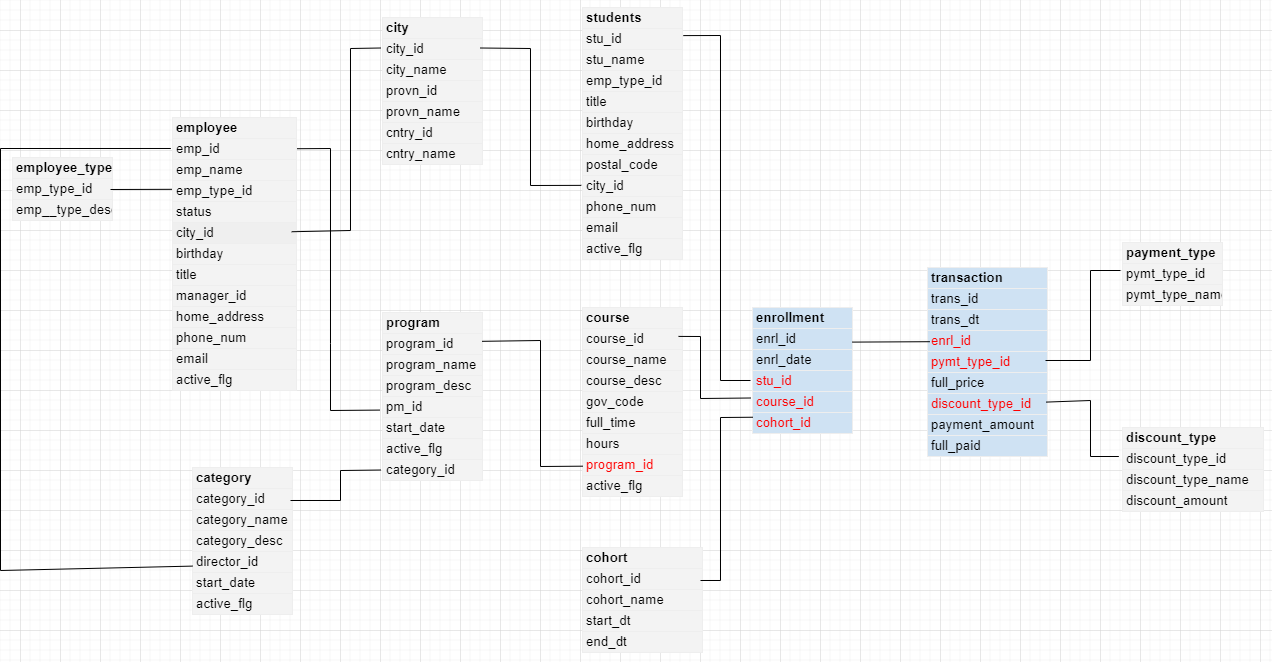 city
city_id
city_name
provn_id
provn_name
cntry_id
cntry_name
students
stu_id
stu_name
emp_type_id
title
birthday
home_address
postal_code
city_id
phone_num
email
active_flg
employee
emp_id
emp_name
emp_type_id
status
city_id
birthday
title
manager_id
home_address
phone_num
email
active_flg
employee_type
emp_type_id
emp__type_des
program
program_id
program_name
program_desc
pm_id
start_date
active_flg
category_id
course
course_id
course_name
course_desc
gov_code
full_time
hours
program_id
active_flg
enrollment
enrl_id
enrl_date
stu_id
course_id
cohort_id
transaction
trans_id
trans_dt
enrl_id
pymt_type_id
full_price
discount_type_id
payment_amount
full_paid
payment_type
pymt_type_id
pymt_type_nam
discount_type
discount_type_id
discount_type_name
discount_amount
category
category_id
category_name
category_desc
director_id
start_date
active_flg
cohort
cohort_id
cohort_name
start_dt
end_dt